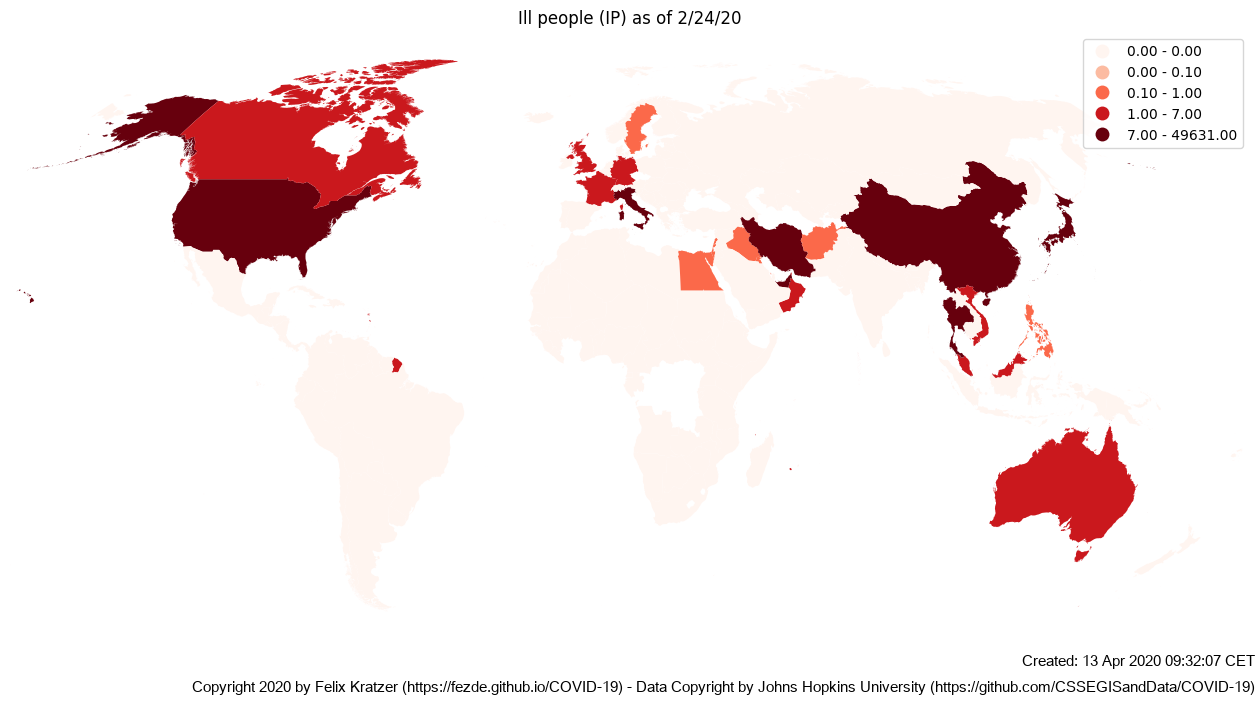 Ill people (IP) as of 2/24/20
0.00 - 0.00
0.00 - 0.10
0.10 - 1.00
1.00 - 7.00
7.00 - 49631.00
Created: 13 Apr 2020 09:32:07 CET
Copyright 2020 by Felix Kratzer (https://fezde.github.io/COVID-19) - Data Copyright by Johns Hopkins University (https://github.com/CSSEGISandData/COVID-19)